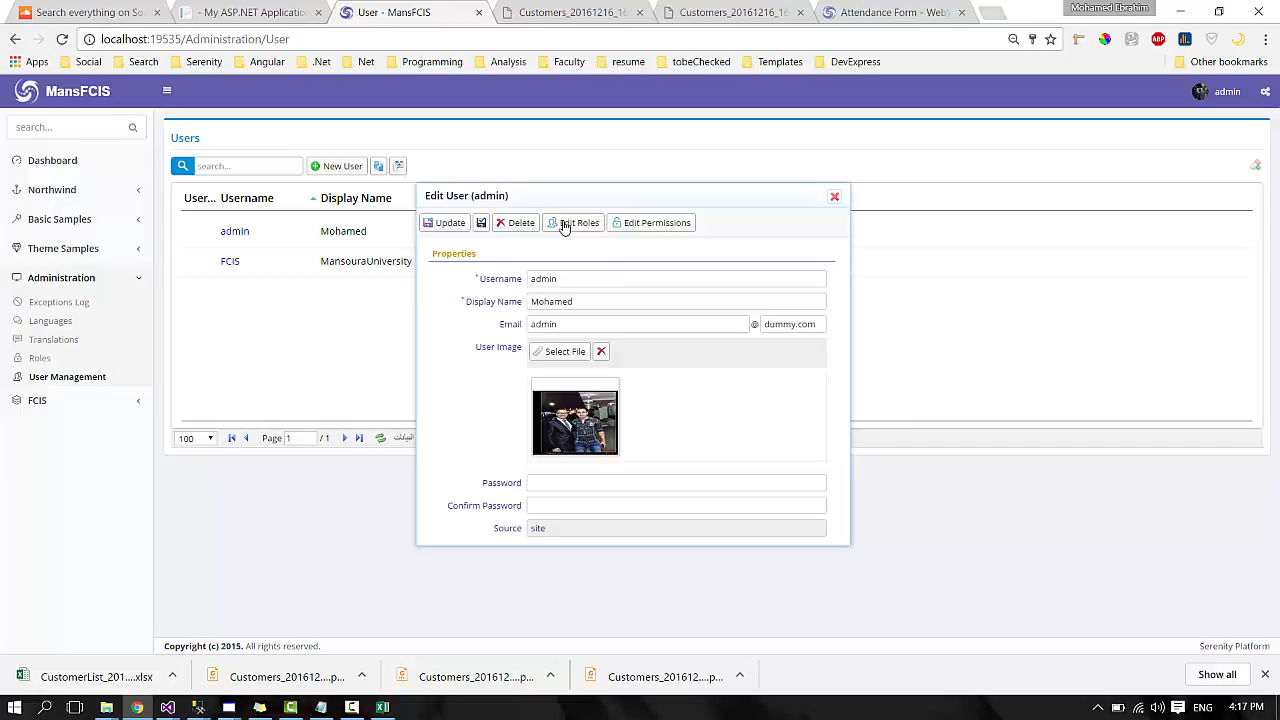 Search everything on So
- My ASP.NET Application
User - MansFCIS
Customers_20161216_16
Customers_20161216_16
Attendance Form - Web
Mohamed Ebrahim
localhost:19535/Administration/User
Apps Social Search Serenity Angular .Net Net Programming Analysis Faculty resume tobeChecked Templates DevExpress Other bookmarks
MansFCIS
admin
search...
Dashboard
Northwind
Basic Samples
Theme Samples
Administration
Exceptions Log
Languages
Translations
Roles
User Management
FCIS
Users
search...
New User
User... Username Display Name
admin Mohamed
FCIS MansouraUniversity
100 Page 1 / 1
Edit User (admin)
Update Delete Edit Roles Edit Permissions
Properties
*Username admin
*Display Name Mohamed
Email admin @ dummy.com
User Image Select File
Password
Confirm Password
Source site
Copyright (c) 2015. All rights reserved.
Serenity Platform
CustomerList_201....xlsx
Customers_201612....p...
Customers_201612....p...
Customers_201612....p...
Show all
ENG 4:17 PM